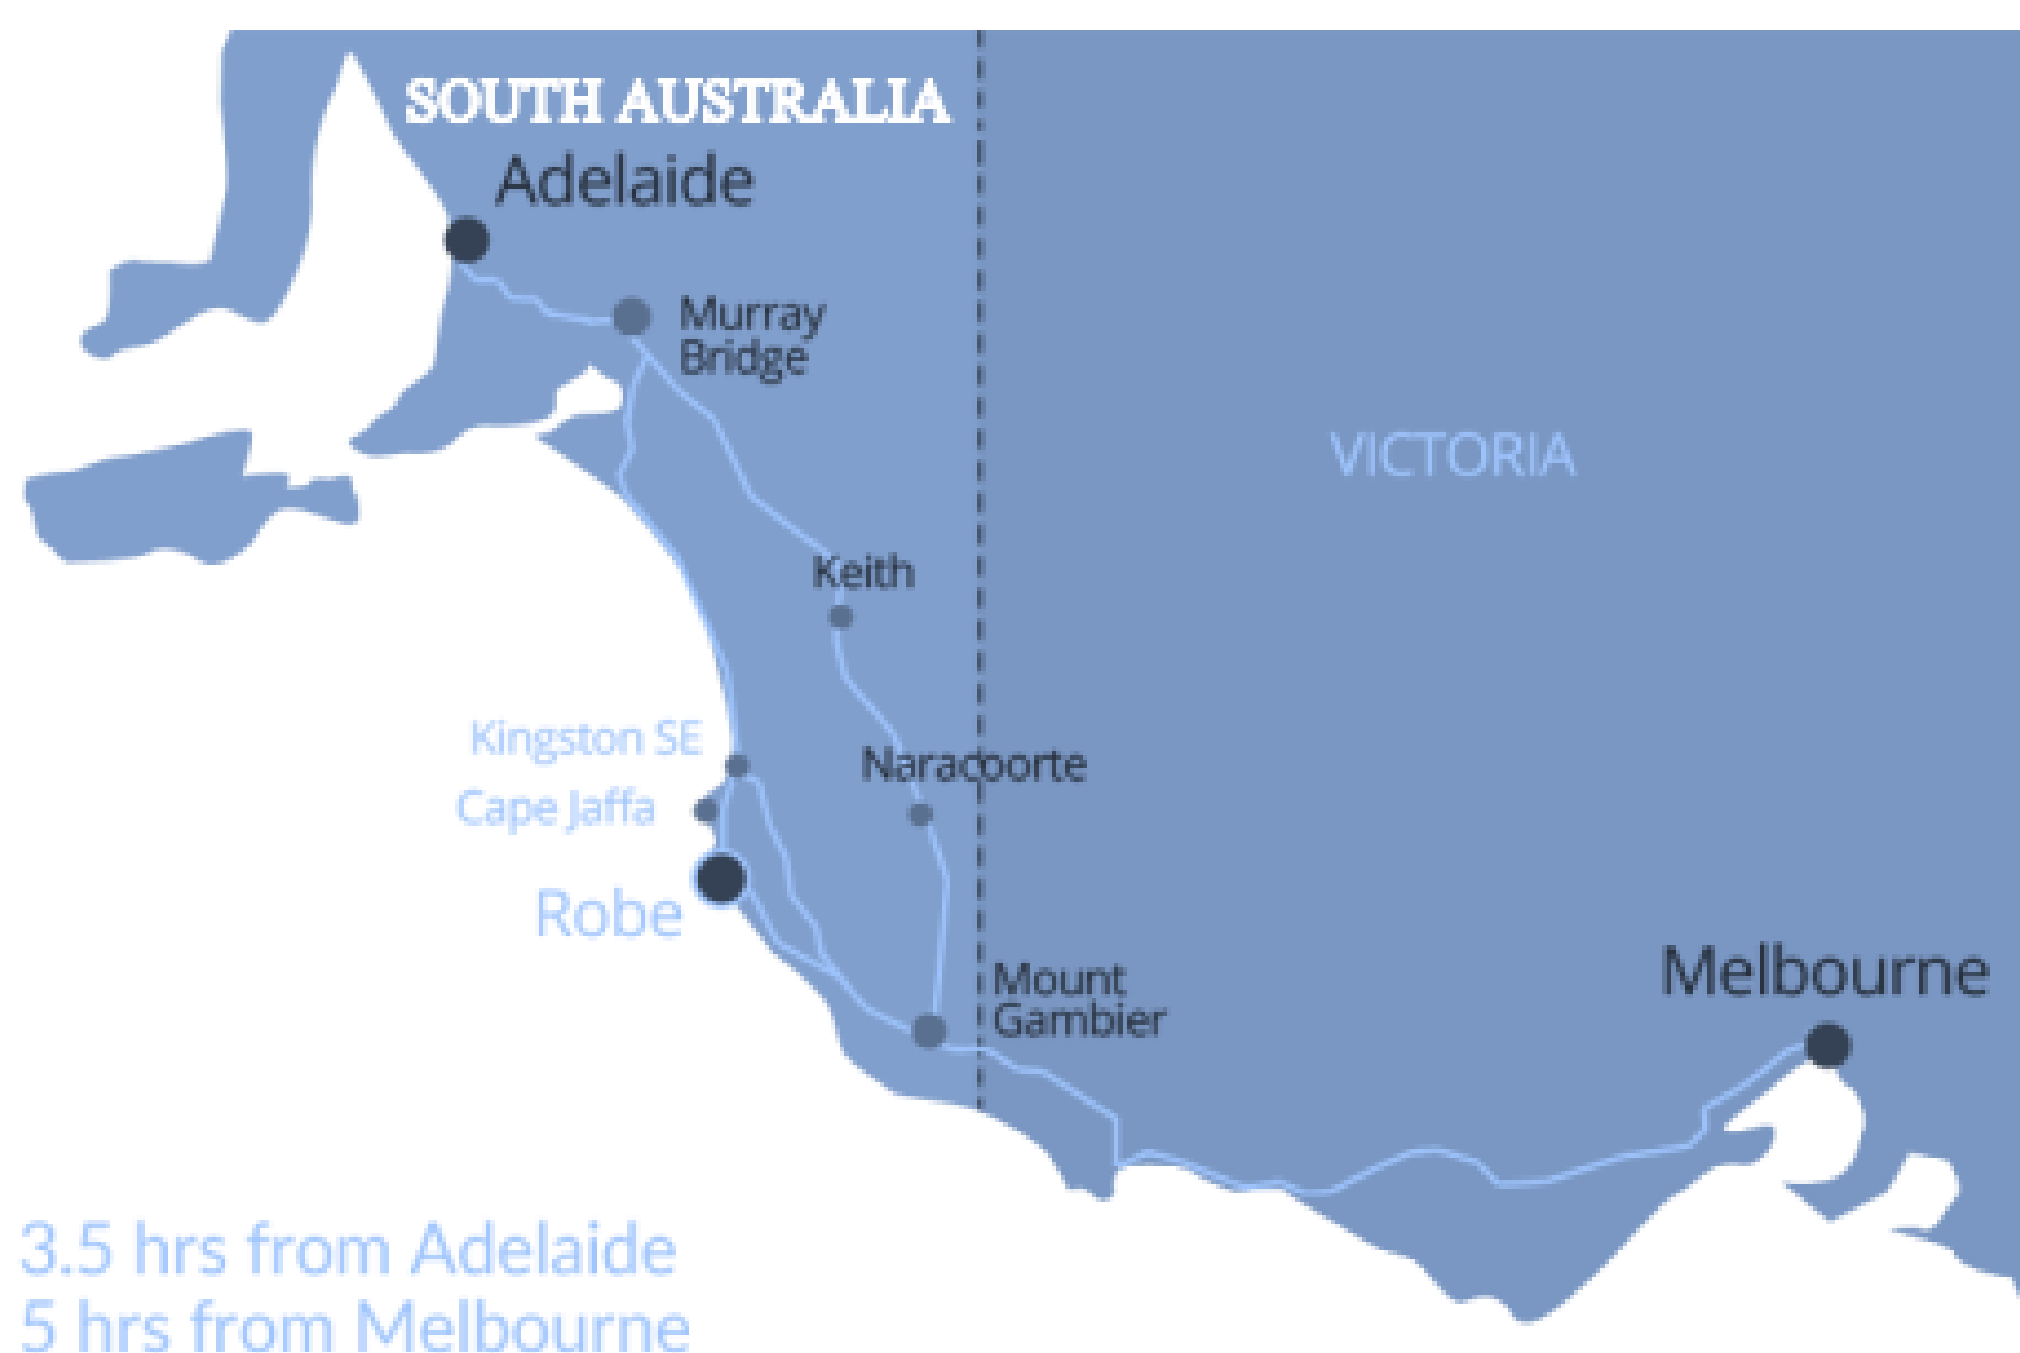 SOUTH AUSTRALIA
Adelaide
Murray
Bridge
VICTORIA
Keith
Kingston SE
Naracoorte
Cape Jaffa
Robe
Mount
Gambier
Melbourne
3.5 hrs from Adelaide
5 hrs from Melbourne